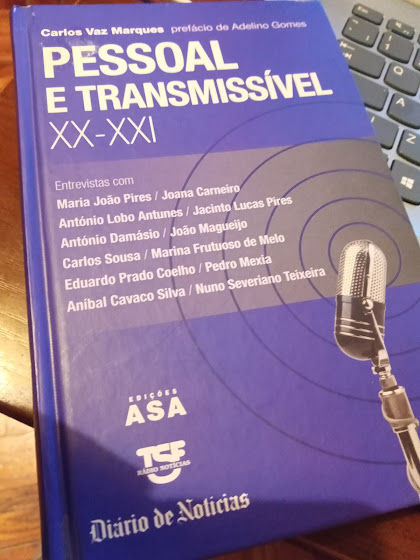 Carlos Vaz Marques prefácio de Adelino Gomes
PESSOAL
E TRANSMISSÍVEL
XX-XXI
Entrevistas com
Maria João Pires / Joana Carneiro
António Lobo Antunes / Jacinto Lucas Pires
António Damásio / João Magueijo
Carlos Sousa / Marina Frutuoso de Melo
Eduardo Prado Coelho / Pedro Mexia
Aníbal Cavaco Silva / Nuno Severiano Teixeira
EDIÇÕES
ASA
TSF
RÁDIO NOTÍCIAS
Diário de Notícias